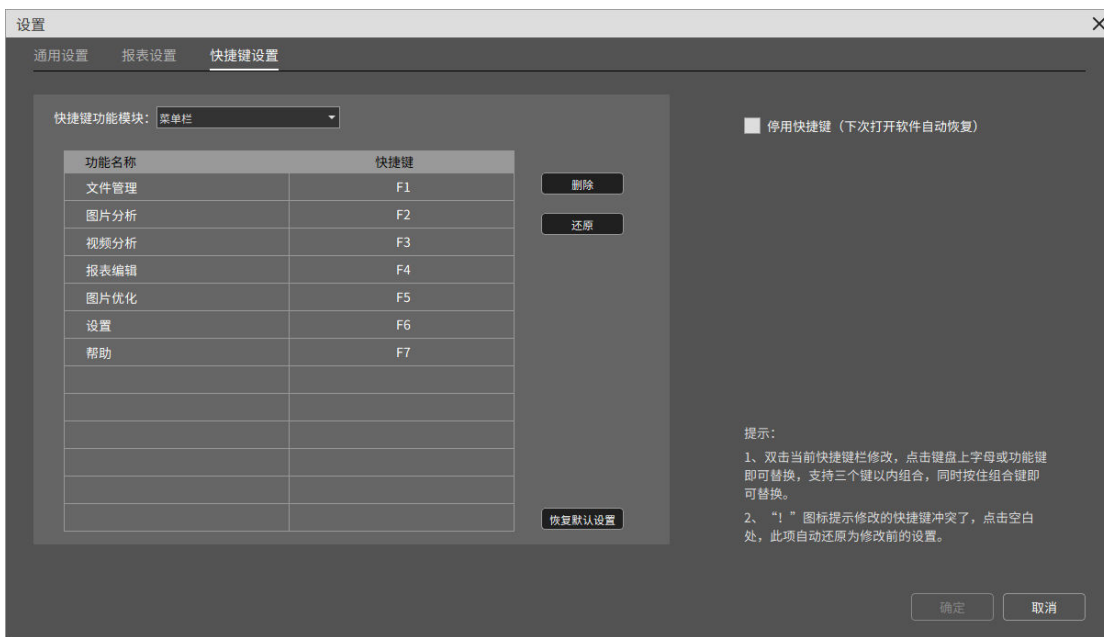 设置
通用设置 报表设置 快捷键设置
快捷键功能模块： 菜单栏
停用快捷键（下次打开软件自动恢复）
功能名称 快捷键
文件管理 F1
删除
图片分析 F2
还原
视频分析 F3
报表编辑 F4
图片优化 F5
设置 F6
帮助 F7
恢复默认设置
提示：
1、双击当前快捷键栏修改，点击键盘上字母或功能键
即可替换，支持三个键以内组合，同时按住组合键即
可替换。
2、“！”图标提示修改的快捷键冲突了，点击空白
处，此项自动还原为修改前的设置。
确定 取消